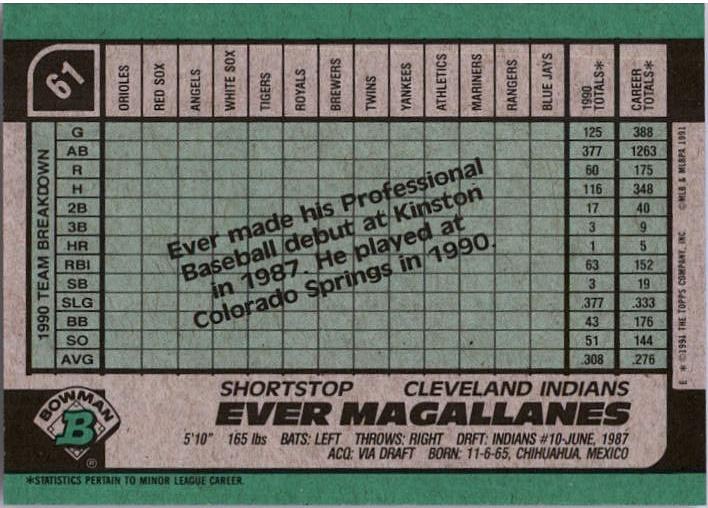 61
ORIOLES RED SOX ANGELS WHITE SOX TIGERS ROYALS BREWERS TWINS YANKEES ATHLETICS MARINERS RANGERS BLUE JAYS 1990 TOTALS* CAREER TOTALS*
1990 TEAM BREAKDOWN
G 125 388
AB 377 1263
R 60 175
H 116 348
2B 17 40
3B 3 9
HR 1 5
RBI 63 152
SB 3 19
SLG .377 .333
BB 43 176
SO 51 144
AVG .308 .276
Ever made his Professional
Baseball debut at Kinston
in 1987. He played at
Colorado Springs in 1990.
E *©1991 THE TOPPS COMPANY, INC. ©MLB & MLBPA 1991
SHORTSTOP CLEVELAND INDIANS
EVER MAGALLANES
5'10" 165 lbs BATS: LEFT THROWS: RIGHT DRFT: INDIANS #10-JUNE, 1987
ACQ: VIA DRAFT BORN: 11-6-65, CHIHUAHUA, MEXICO
BOWMAN
B
®
*STATISTICS PERTAIN TO MINOR LEAGUE CAREER.